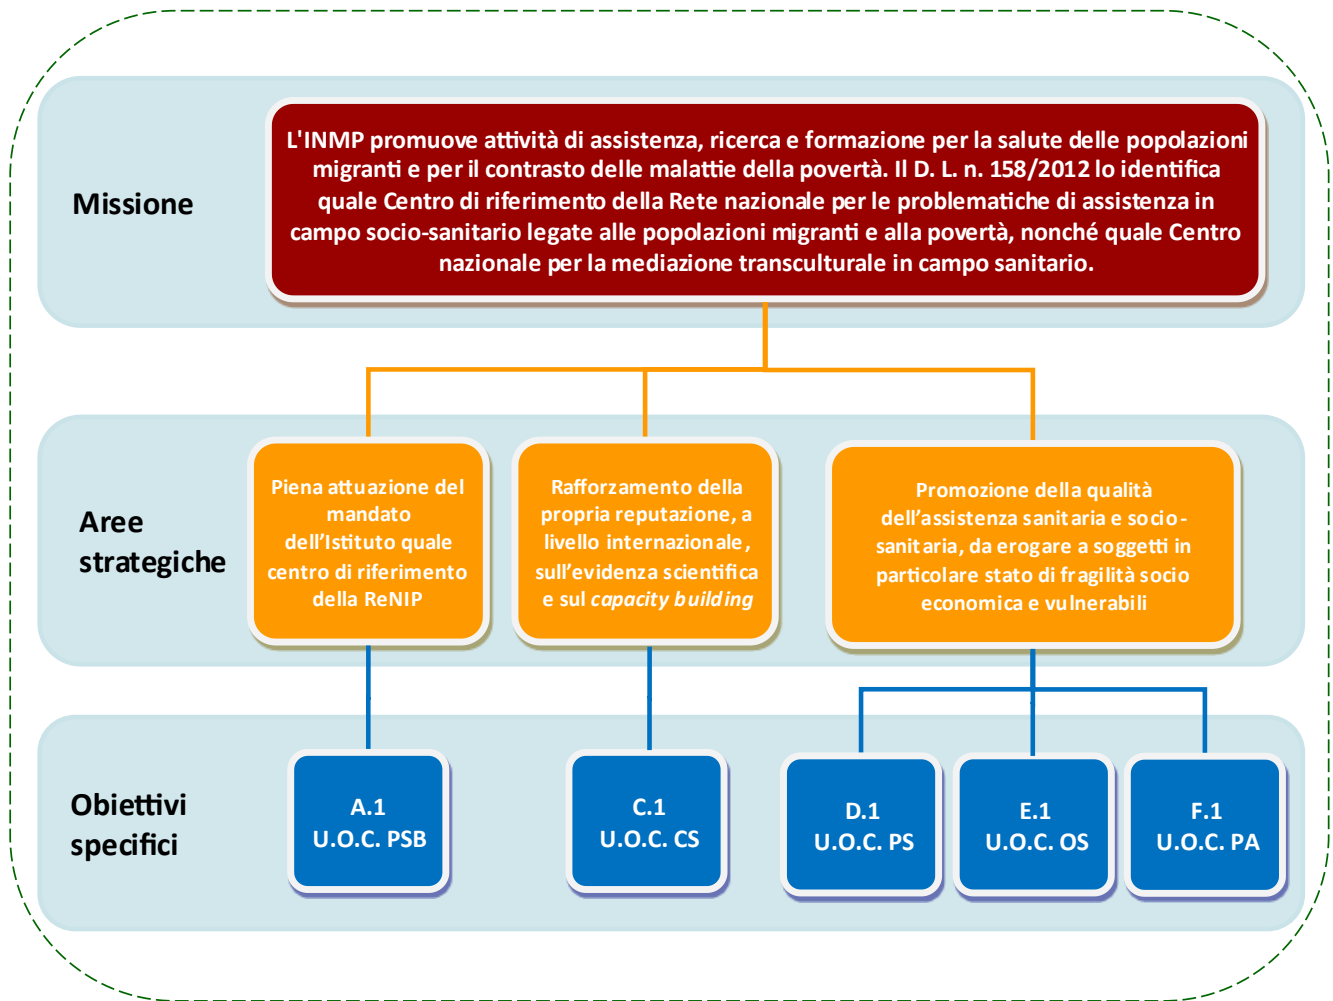 Missione
L'INMP promuove attività di assistenza, ricerca e formazione per la salute delle popolazioni
migranti e per il contrasto delle malattie della povertà. Il D. L. n. 158/2012 lo identifica
quale Centro di riferimento della Rete nazionale per le problematiche di assistenza in
campo socio-sanitario legate alle popolazioni migranti e alla povertà, nonché quale Centro
nazionale per la mediazione transculturale in campo sanitario.
Aree
strategiche
Piena attuazione del
mandato
dell’Istituto quale
centro di riferimento
della ReNIP
Rafforzamento della
propria reputazione, a
livello internazionale,
sull’evidenza scientifica
e sul capacity building
Promozione della qualità
dell’assistenza sanitaria e socio-
sanitaria, da erogare a soggetti in
particolare stato di fragilità socio
economica e vulnerabili
Obiettivi
specifici
A.1
U.O.C. PSB
C.1
U.O.C. CS
D.1
U.O.C. PS
E.1
U.O.C. OS
F.1
U.O.C. PA